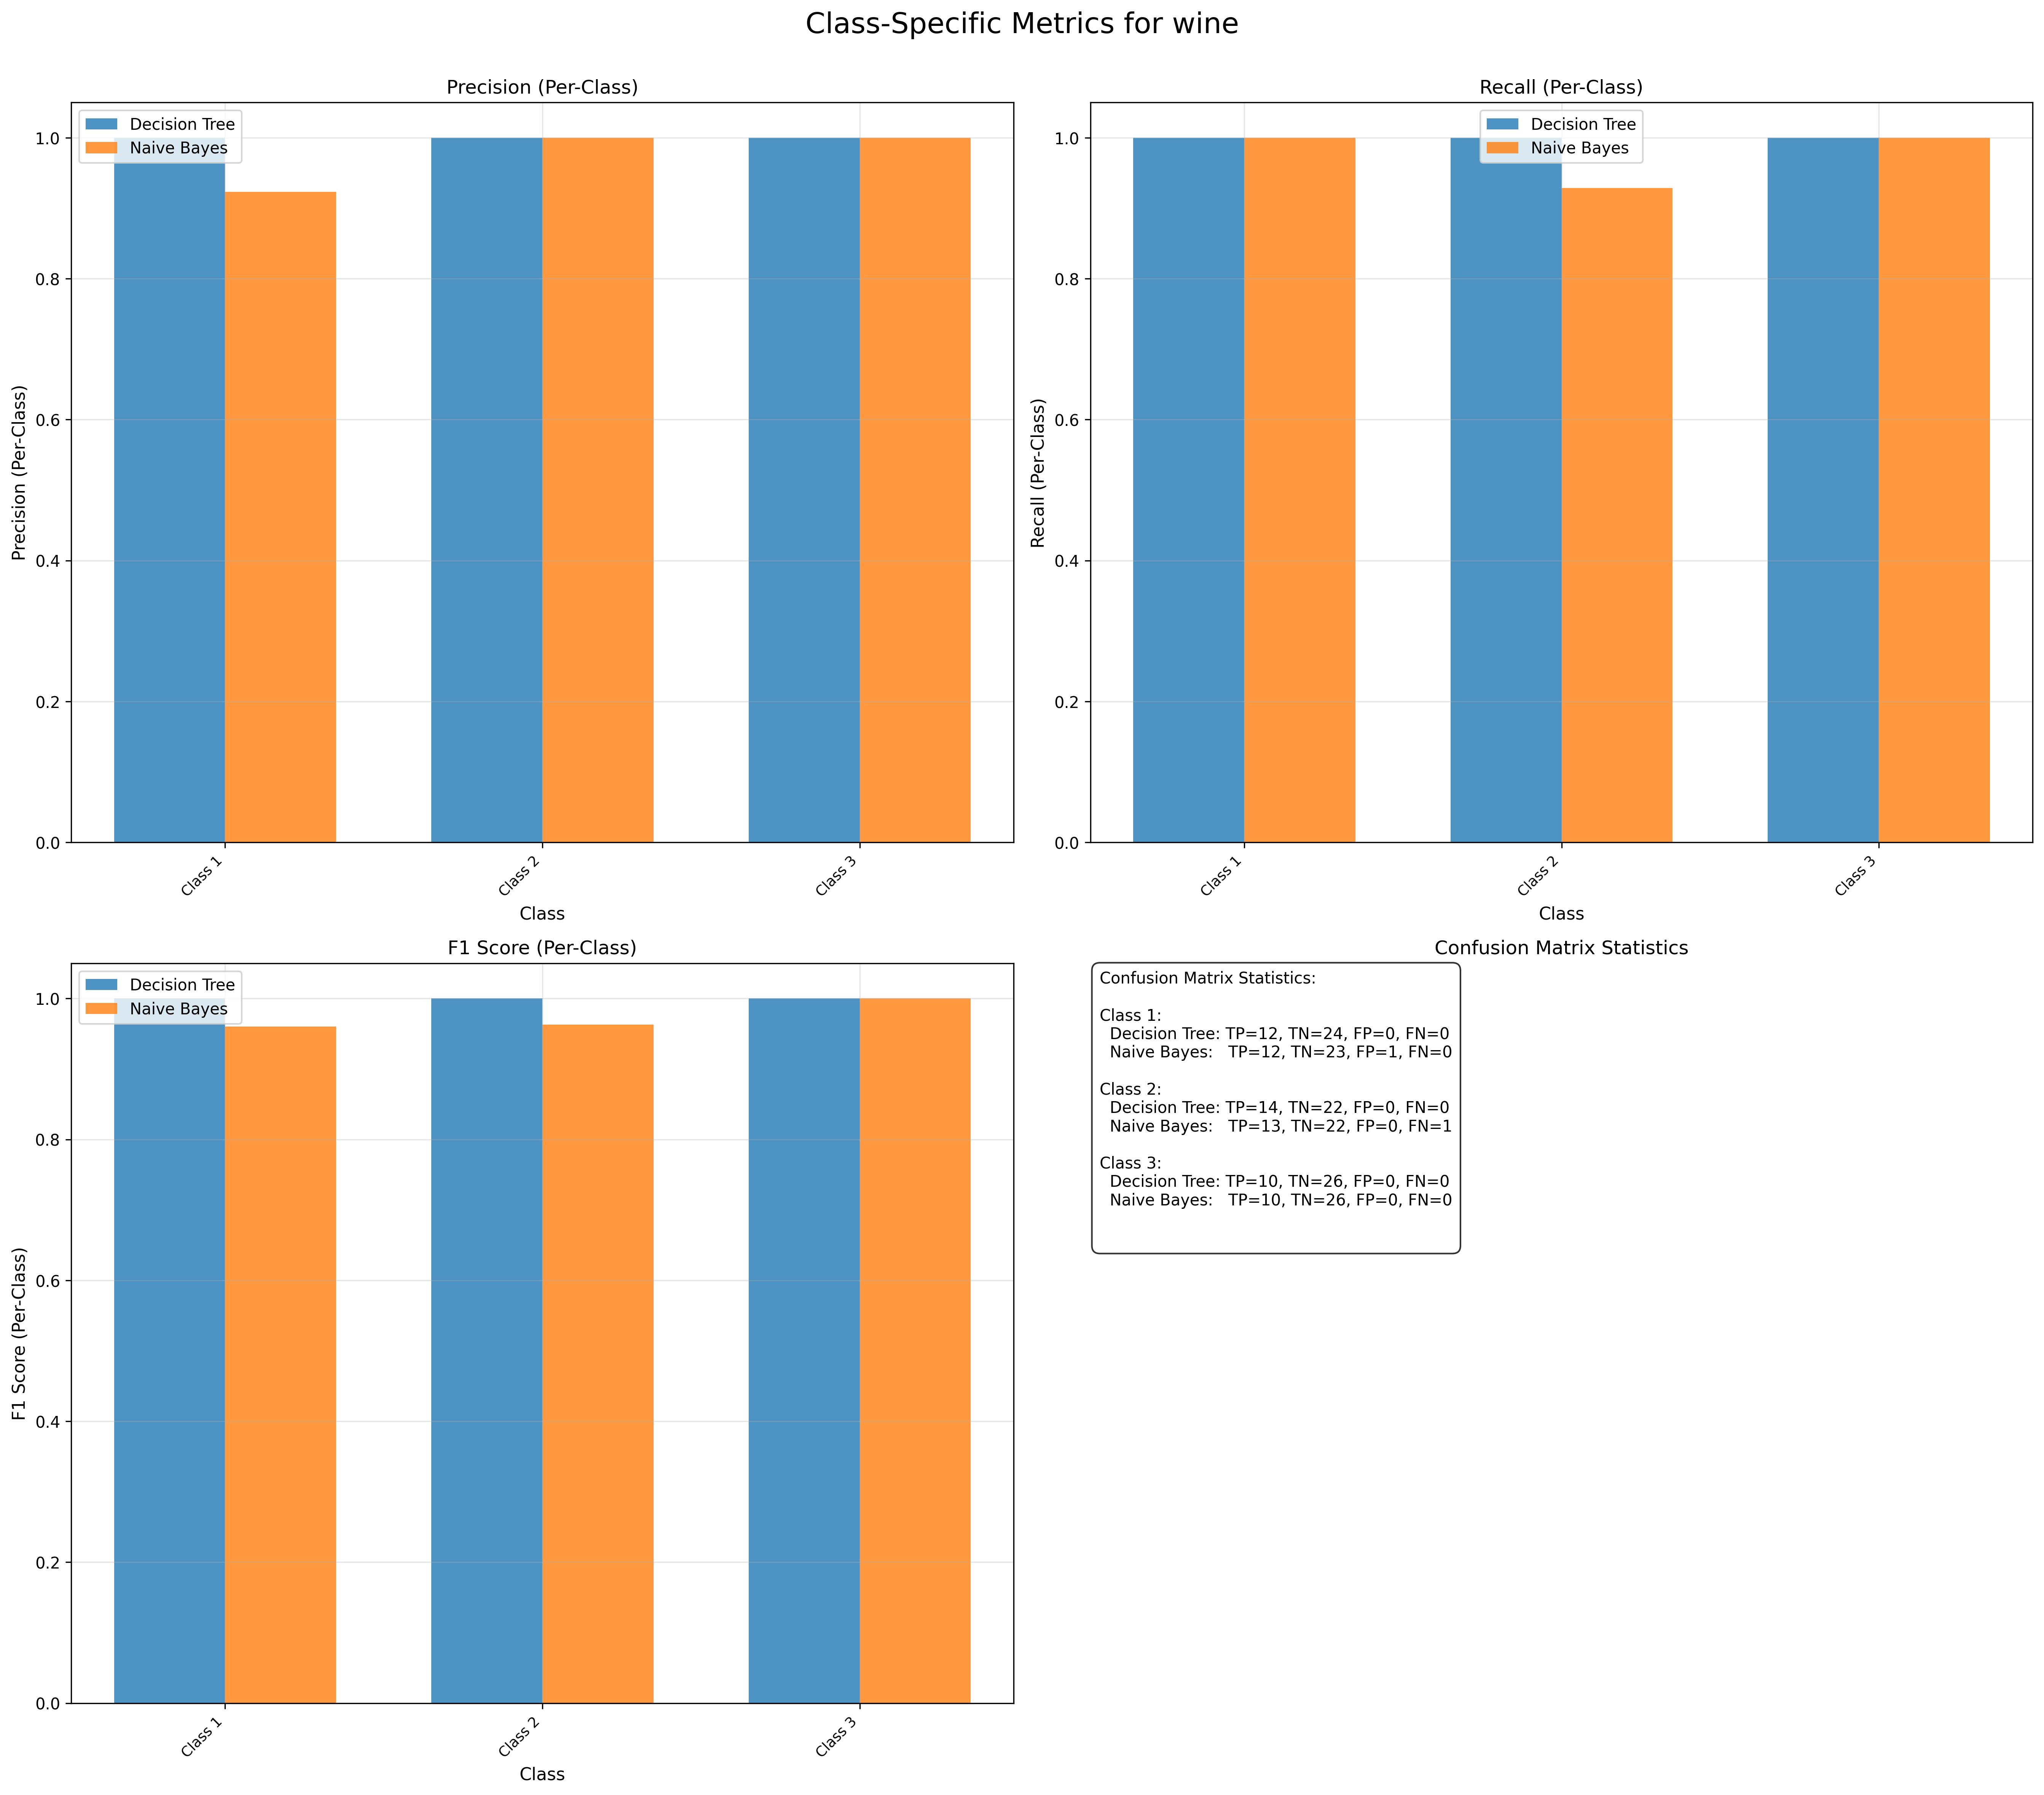 Class-Specific Metrics for wine
Precision (Per-Class)
Decision Tree
Naive Bayes
Precision (Per-Class)
1.0
0.8
0.6
0.4
0.2
0.0
Class 1
Class 2
Class 3
Class
Recall (Per-Class)
Decision Tree
Naive Bayes
Recall (Per-Class)
1.0
0.8
0.6
0.4
0.2
0.0
Class 1
Class 2
Class 3
Class
F1 Score (Per-Class)
Decision Tree
Naive Bayes
F1 Score (Per-Class)
1.0
0.8
0.6
0.4
0.2
0.0
Class 1
Class 2
Class 3
Class
Confusion Matrix Statistics
Confusion Matrix Statistics:
Class 1:
Decision Tree: TP=12, TN=24, FP=0, FN=0
Naive Bayes: TP=12, TN=23, FP=1, FN=0
Class 2:
Decision Tree: TP=14, TN=22, FP=0, FN=0
Naive Bayes: TP=13, TN=22, FP=0, FN=1
Class 3:
Decision Tree: TP=10, TN=26, FP=0, FN=0
Naive Bayes: TP=10, TN=26, FP=0, FN=0